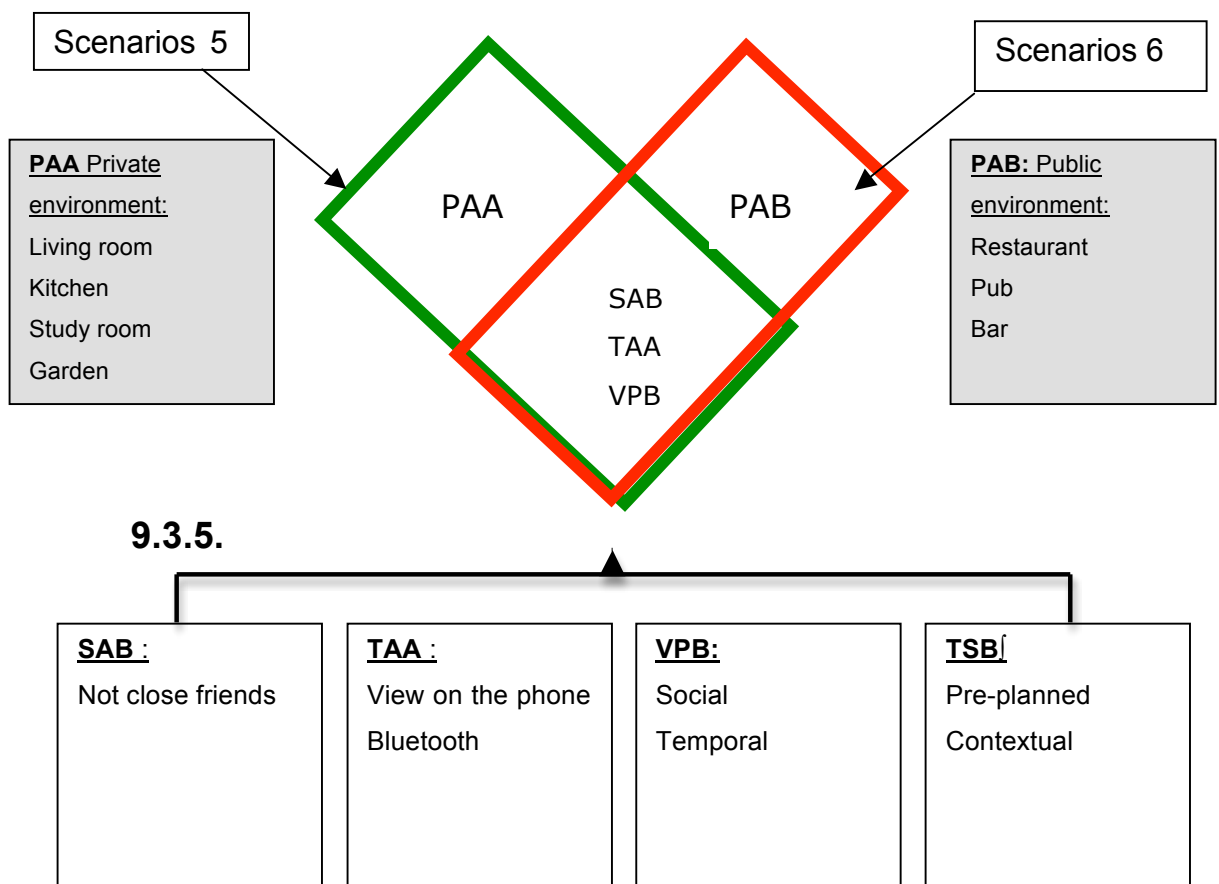 Scenarios 5
Scenarios 6
PAA Private
environment:
Living room
Kitchen
Study room
Garden
PAA
PAB
PAB: Public
environment:
Restaurant
Pub
Bar
SAB
TAA
VPB
9.3.5.
SAB :
Not close friends
TAA :
View on the phone
Bluetooth
VPB:
Social
Temporal
TSB⌠
Pre-planned
Contextual